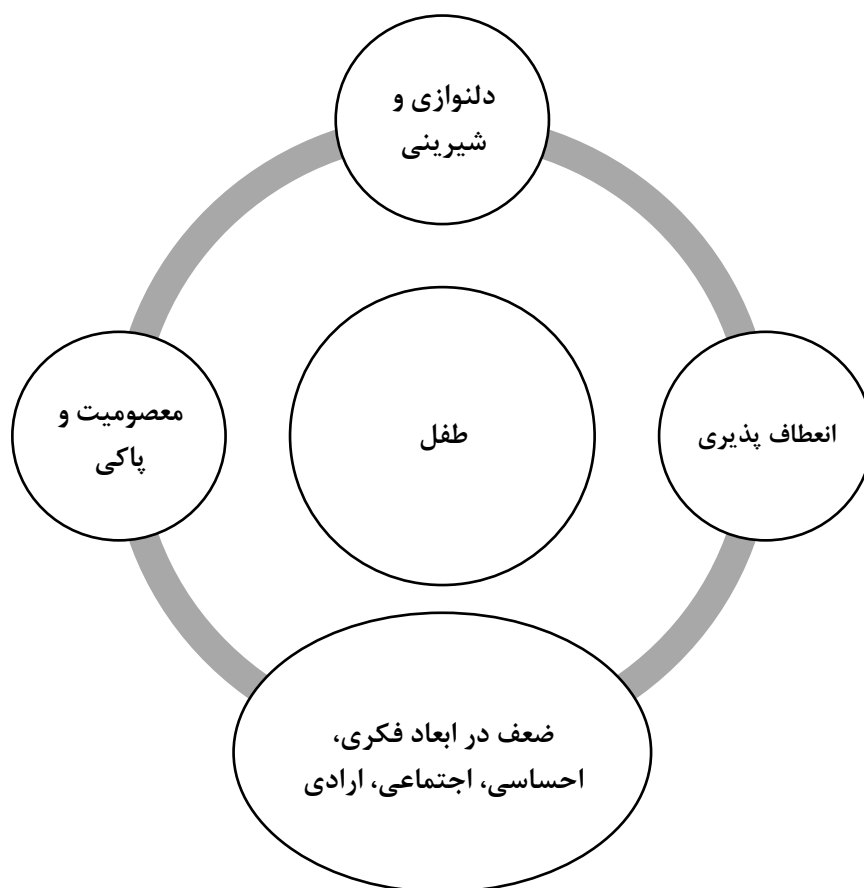 دلنوازی و
شیرینی
انعطاف پذیری
طفل
معصومیت و
پاکی
ضعف در ابعاد فکری،
احساسی، اجتماعی، ارادی